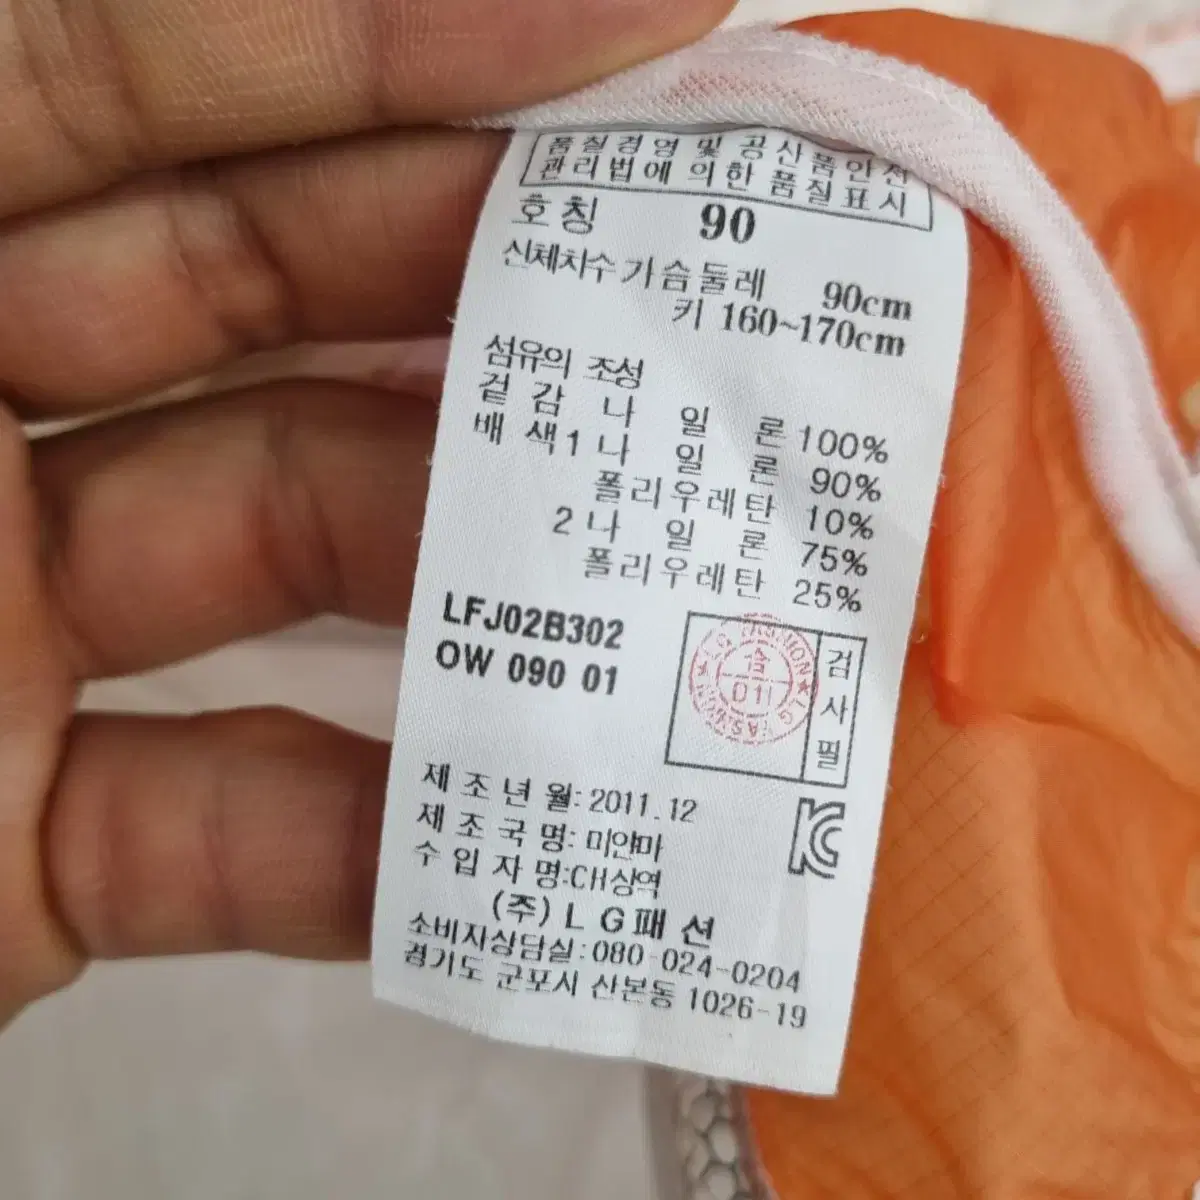 품질경영 및 공산품안전
관리법에 의한 품질표시
호칭 90
신체치수 가슴둘레 90cm
키 160~170cm
섬유의 조성
겉감 나일론 100%
배색1 나일론 90%
폴리우레탄 10%
2 나일론 75%
폴리우레탄 25%
LFJ02B302
OW 090 01
LG FASHION ★ LG FASHION ★
합
011
검사필
제조년월: 2011.12
제조국명: 미얀마
수입자명:CH상역
(주)LG패션
소비자상담실:080-024-0204
경기도 군포시 산본동 1026-19